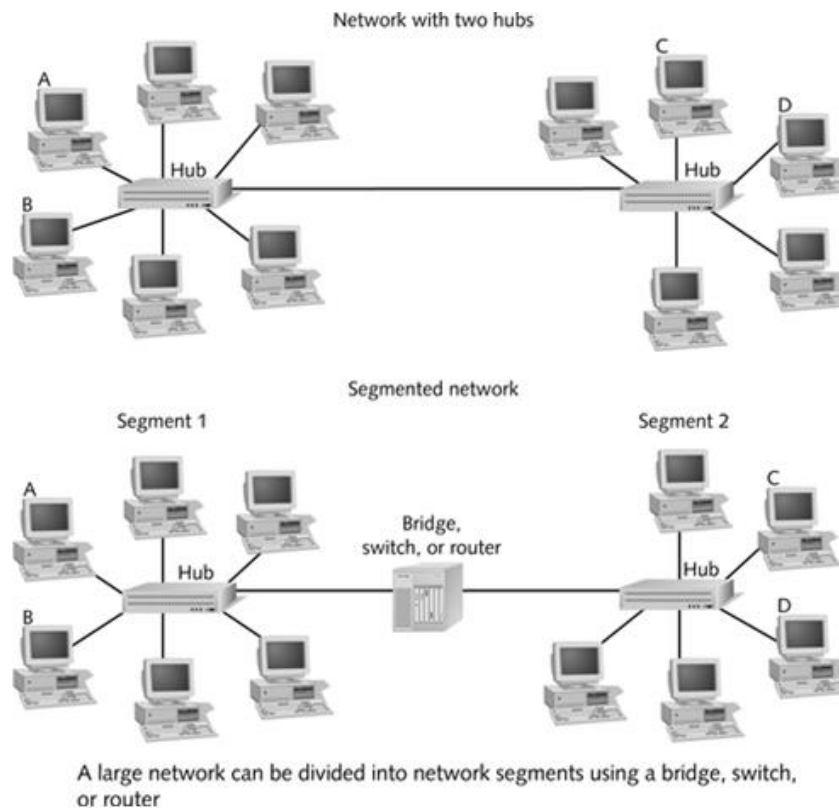 Network with two hubs
A
C
D
Hub
Hub
B
Segmented network
Segment 1
Segment 2
A
C
Bridge,
switch, or router
Hub
Hub
B
D
A large network can be divided into network segments using a bridge, switch,
or router